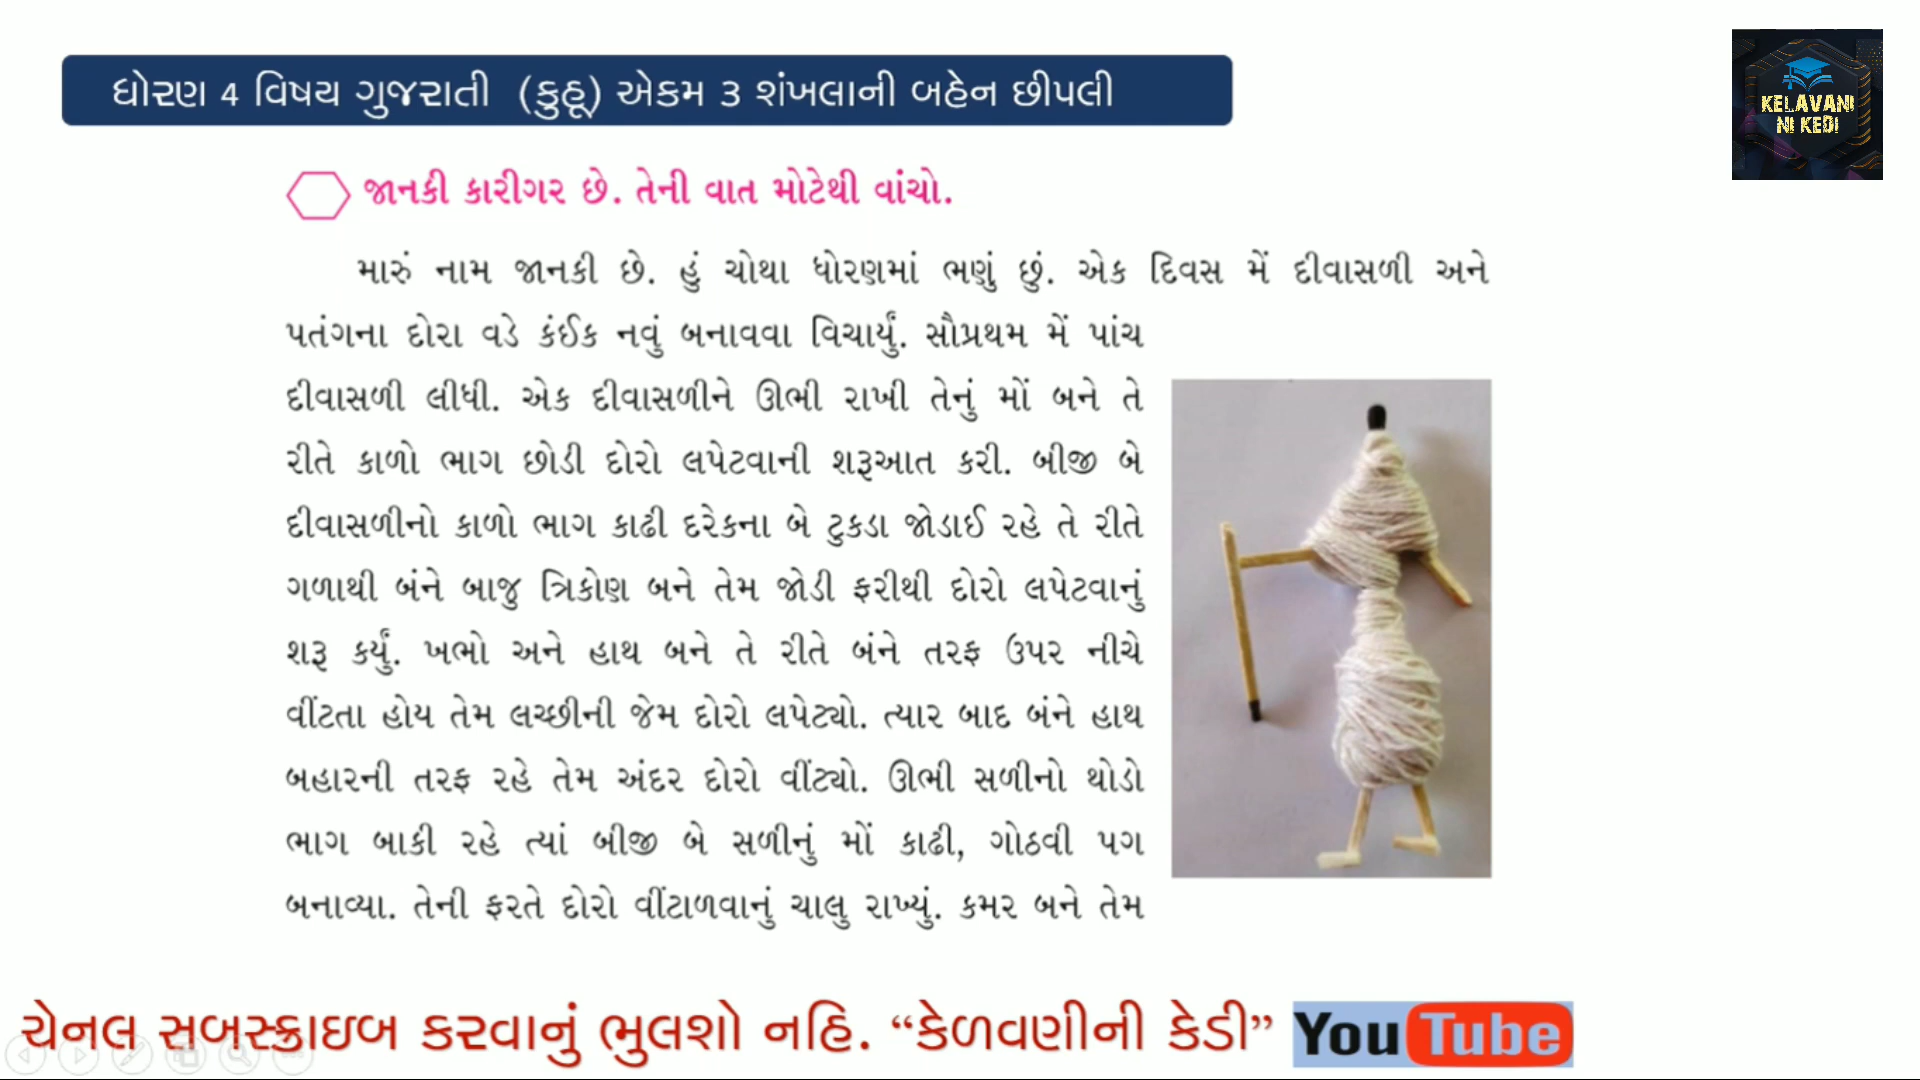 ધોરણ 4 વિષય ગુજરાતી (કુહૂ) એકમ 3 શંખલાની બહેન છીપલી
KELAVANI
NI KEDI
જાનકી કારીગર છે. તેની વાત મોટેથી વાંચો.
મારું નામ જાનકી છે. હું ચોથા ધોરણમાં ભણું છું. એક દિવસ મેં દીવાસળી અને
પતંગના દોરા વડે કંઈક નવું બનાવવા વિચાર્યું. સૌપ્રથમ મેં પાંચ
દીવાસળી લીધી. એક દીવાસળીને ઊભી રાખી તેનું મોં બને તે
રીતે કાળો ભાગ છોડી દોરો લપેટવાની શરૂઆત કરી. બીજી બે
દીવાસળીનો કાળો ભાગ કાઢી દરેકના બે ટુકડા જોડાઈ રહે તે રીતે
ગળાથી બંને બાજુ ત્રિકોણ બને તેમ જોડી ફરીથી દોરો લપેટવાનું
શરૂ કર્યું. ખભો અને હાથ બને તે રીતે બંને તરફ ઉપર નીચે
વીંટતા હોય તેમ લચ્છીની જેમ દોરો લપેટ્યો. ત્યાર બાદ બંને હાથ
બહારની તરફ રહે તેમ અંદર દોરો વીંટ્યો. ઊભી સળીનો થોડો
ભાગ બાકી રહે ત્યાં બીજી બે સળીનું મોં કાઢી, ગોઠવી પગ
બનાવ્યા. તેની ફરતે દોરો વીંટાળવાનું ચાલુ રાખ્યું. કમર બને તેમ
ચેનલ સબસ્ક્રાઇબ કરવાનું ભુલશો નહિ. “કેળવણીની કેડી” YouTube